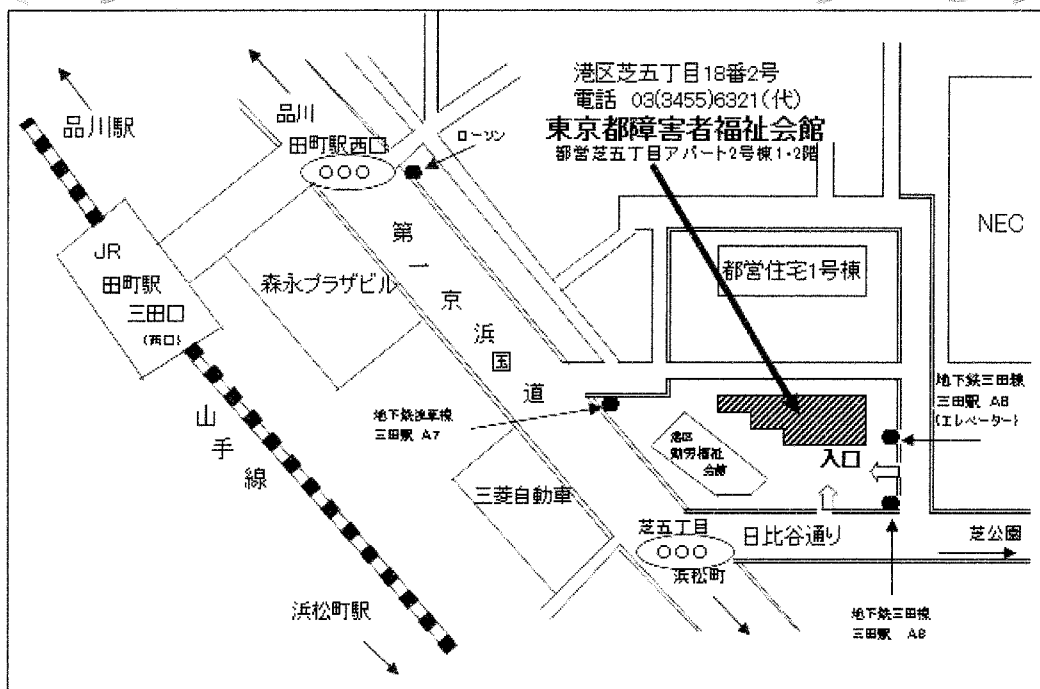 港区芝五丁目18番2号
電話 03(3455)6321(代)
東京都障害者福祉会館
都営芝五丁目アパート2号棟1・2階
品川駅
品川
田町駅西口
ローソン
JR
田町駅
三田口
(西口)
森永プラザビル
第一京浜国道
NEC
都営住宅1号棟
地下鉄浅草線
三田駅 A7
港区
勤労福祉
会館
入口
地下鉄三田線
三田駅 A8
(エレベーター)
山手線
三菱自動車
芝五丁目
浜松町
日比谷通り
芝公園
浜松町駅
地下鉄三田線
三田駅